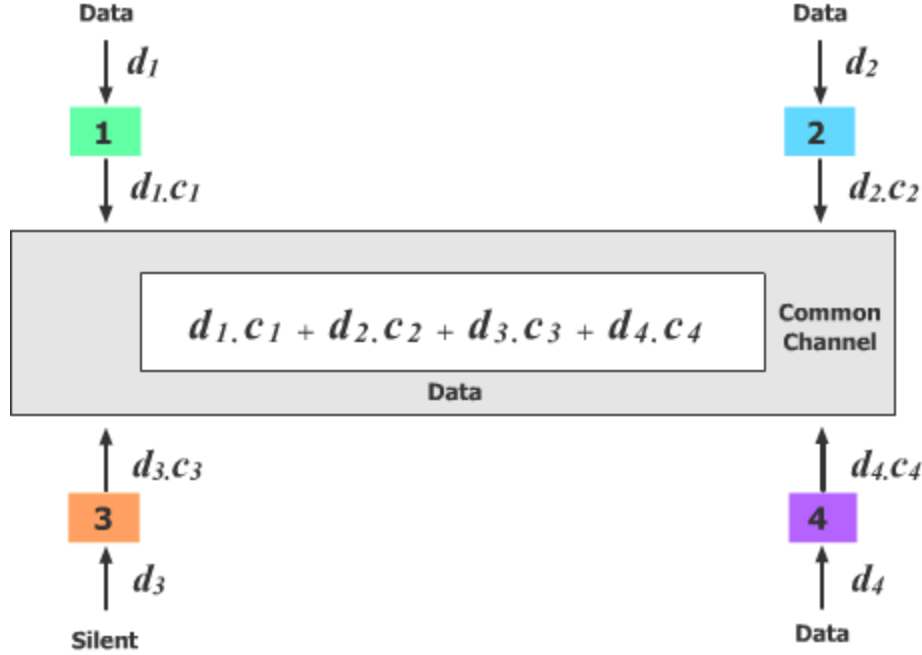 Data Data
d1 d2
1 2
d1.c1 d2.c2
d1.c1 + d2.c2 + d3.c3 + d4.c4
Common
Channel
Data
d3.c3 d4.c4
3 4
d3 d4
Silent Data